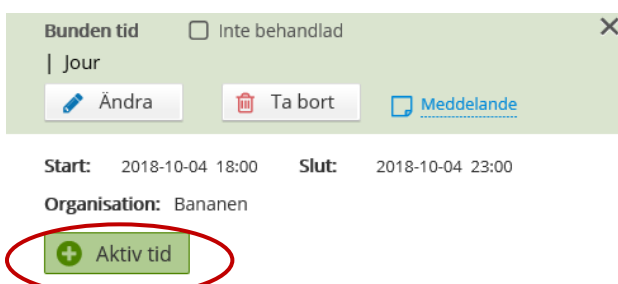 Bunden tid Inte behandlad
| Jour
Ändra Ta bort Meddelande
Start: 2018-10-04 18:00 Slut: 2018-10-04 23:00
Organisation: Bananen
Aktiv tid